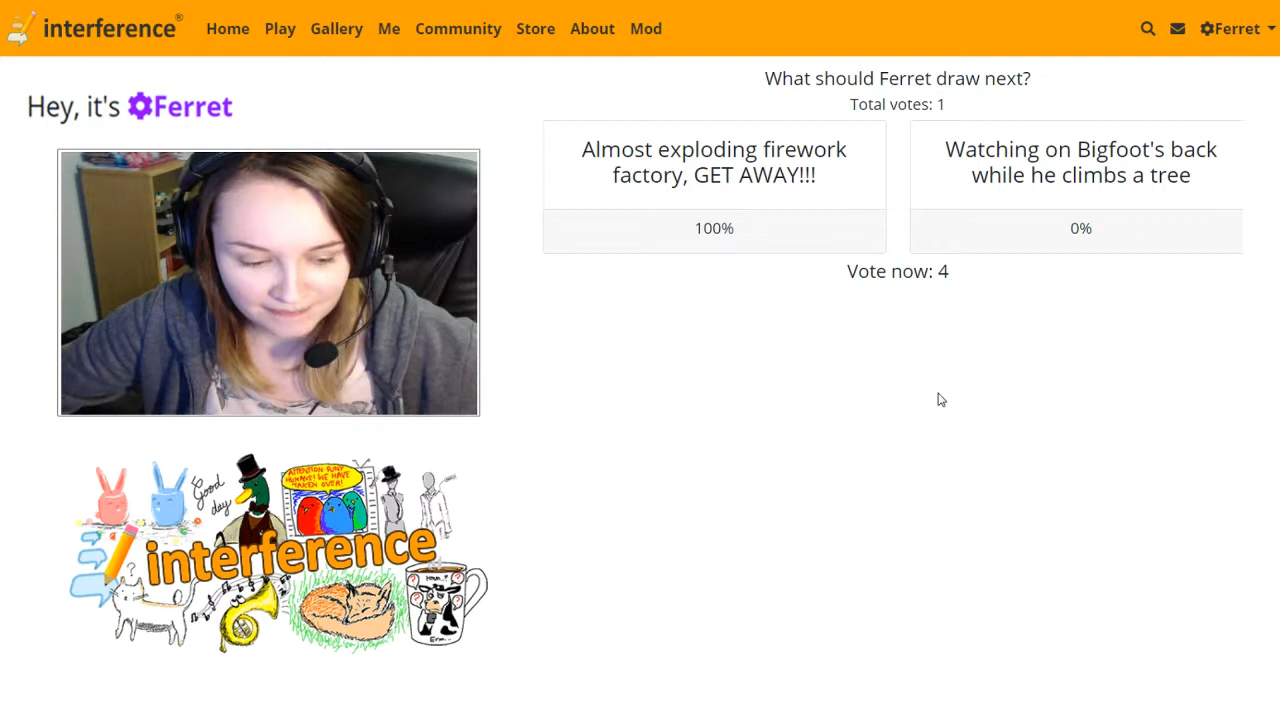 interference®
Home Play Gallery Me Community Store About Mod
Ferret
Hey, it's Ferret
What should Ferret draw next?
Total votes: 1
Almost exploding firework
factory, GET AWAY!!!
100%
Watching on Bigfoot's back
while he climbs a tree
0%
Vote now: 4
Good
day
ATTENTION PUNY
HUMANS! WE HAVE
TAKEN OVER!
interference
?
? ?
? ?
Erm...